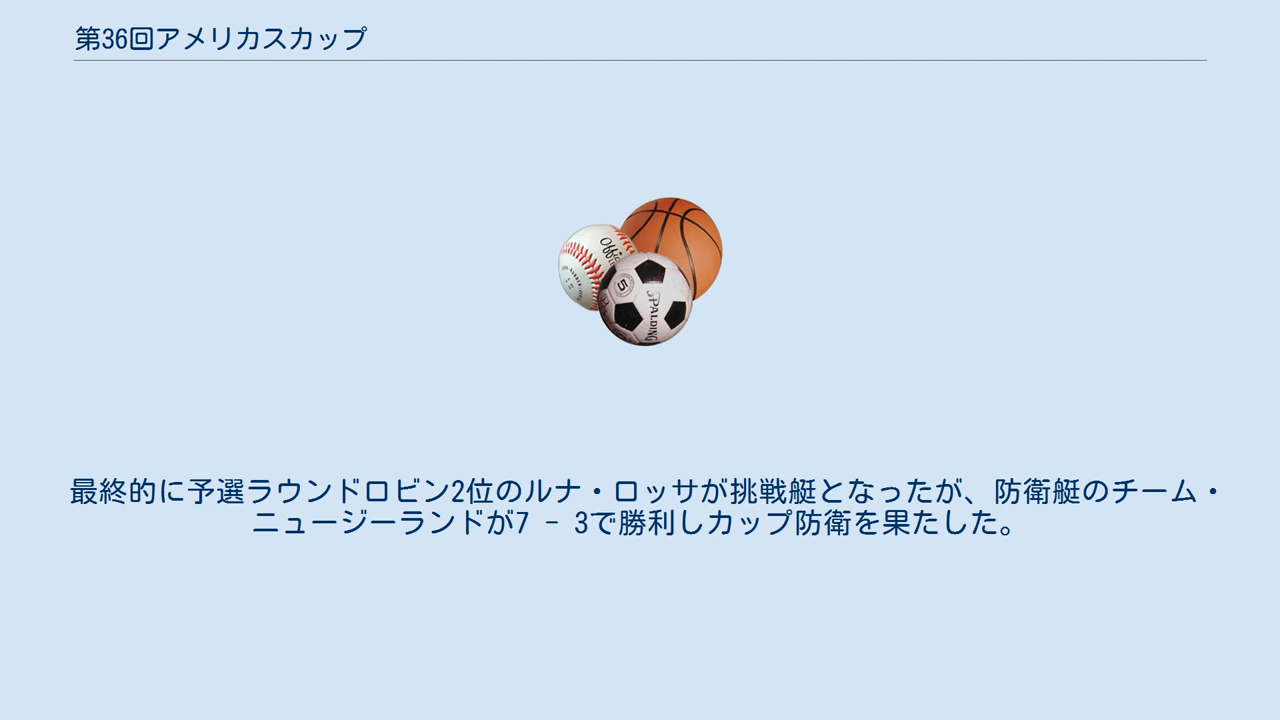 第36回アメリカスカップ
Offic
5
SPALDING
最終的に予選ラウンドロビン2位のルナ・ロッサが挑戦艇となったが、防衛艇のチーム・
ニュージーランドが7 - 3で勝利しカップ防衛を果たした。